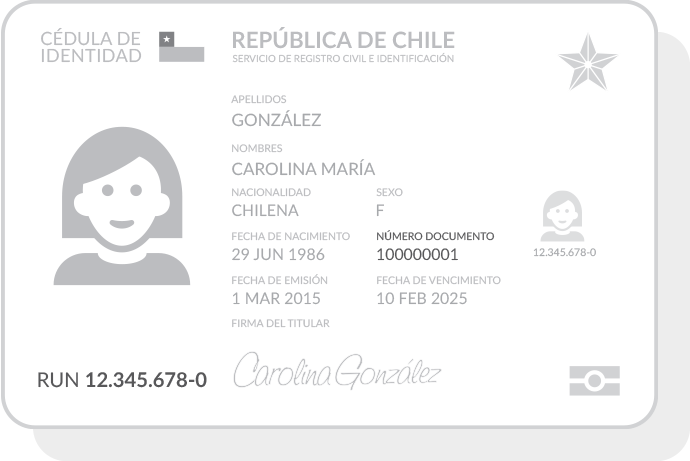 CÉDULA DE
IDENTIDAD
REPÚBLICA DE CHILE
SERVICIO DE REGISTRO CIVIL E IDENTIFICACIÓN
APELLIDOS
GONZÁLEZ
NOMBRES
CAROLINA MARÍA
NACIONALIDAD SEXO
CHILENA F
FECHA DE NACIMIENTO NÚMERO DOCUMENTO
29 JUN 1986 100000001
12.345.678-0
FECHA DE EMISIÓN FECHA DE VENCIMIENTO
1 MAR 2015 10 FEB 2025
FIRMA DEL TITULAR
RUN 12.345.678-0
Carolina González